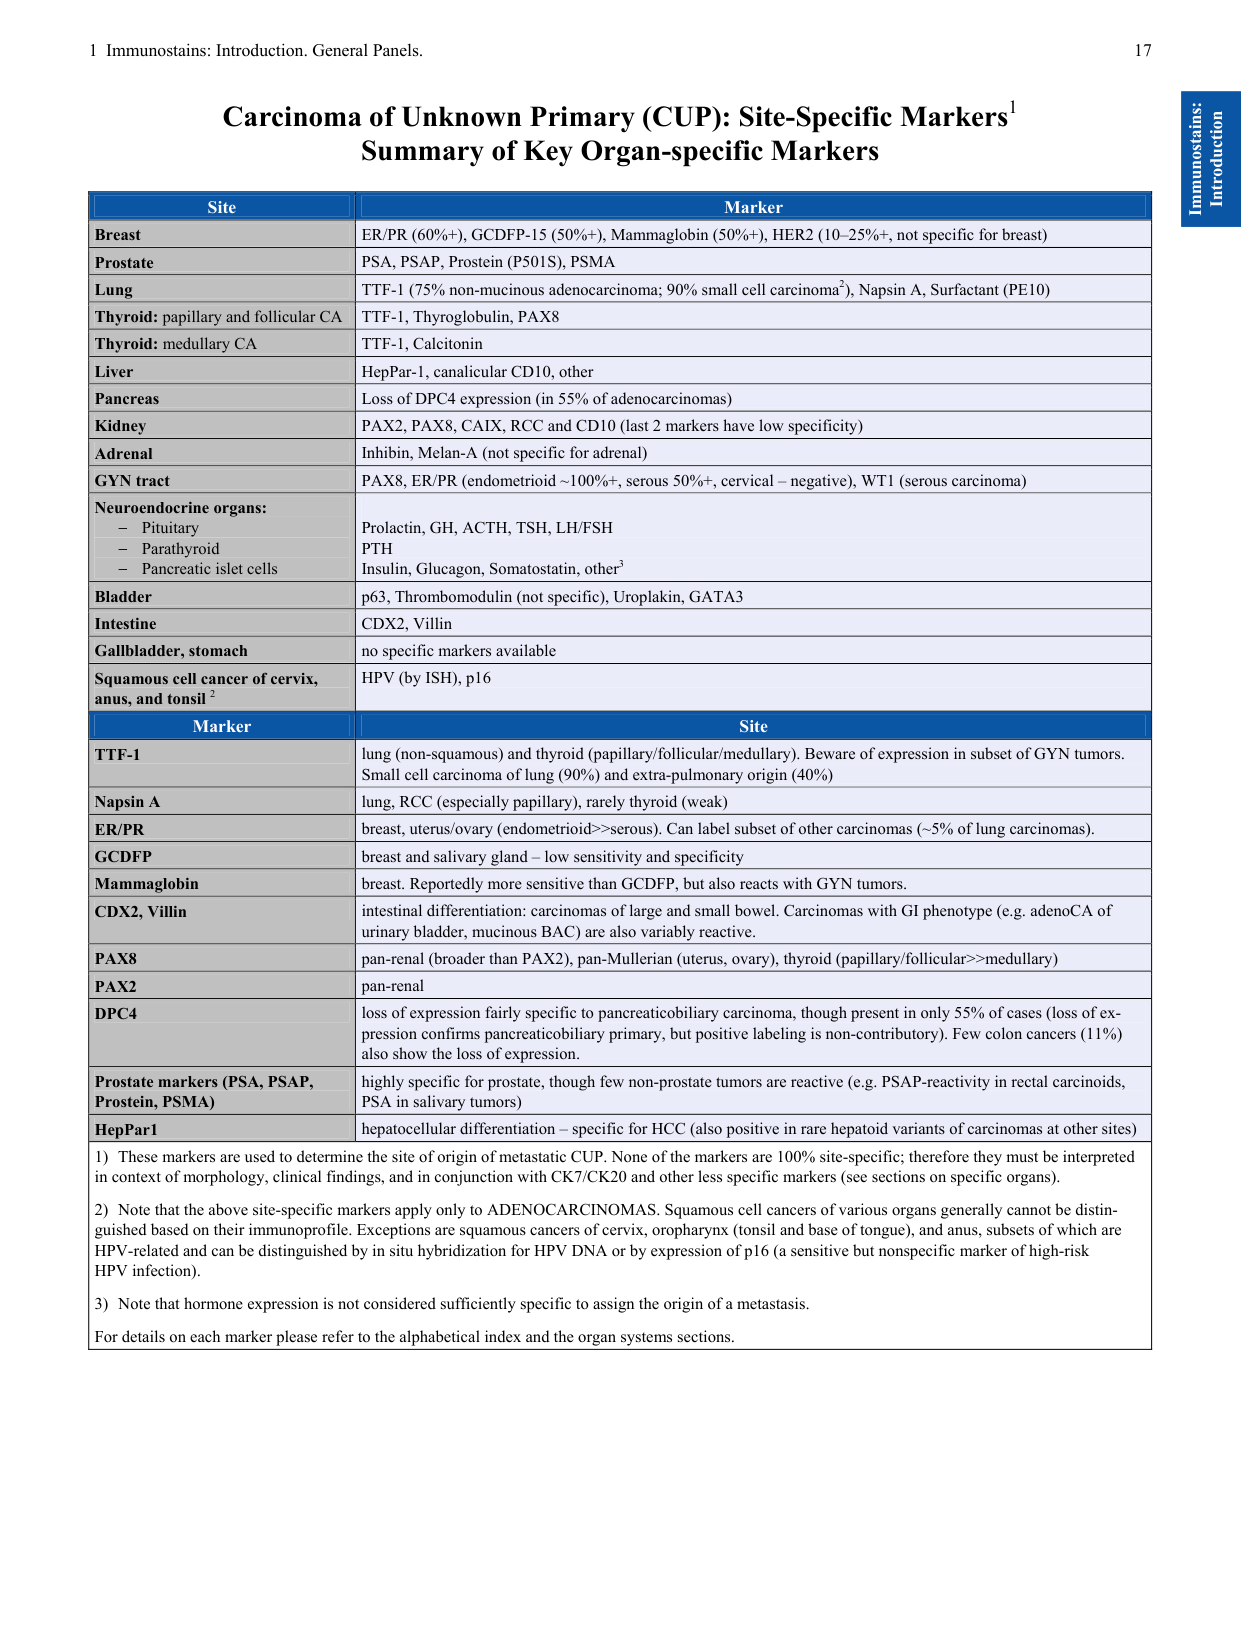 1 Immunostains: Introduction. General Panels.
17
Immunostains:
Introduction
Carcinoma of Unknown Primary (CUP): Site-Specific Markers1
Summary of Key Organ-specific Markers
Site
Marker
Breast
ER/PR (60%+), GCDFP-15 (50%+), Mammaglobin (50%+), HER2 (10–25%+, not specific for breast)
Prostate
PSA, PSAP, Prostein (P501S), PSMA
Lung
TTF-1 (75% non-mucinous adenocarcinoma; 90% small cell carcinoma2), Napsin A, Surfactant (PE10)
Thyroid: papillary and follicular CA
TTF-1, Thyroglobulin, PAX8
Thyroid: medullary CA
TTF-1, Calcitonin
Liver
HepPar-1, canalicular CD10, other
Pancreas
Loss of DPC4 expression (in 55% of adenocarcinomas)
Kidney
PAX2, PAX8, CAIX, RCC and CD10 (last 2 markers have low specificity)
Adrenal
Inhibin, Melan-A (not specific for adrenal)
GYN tract
PAX8, ER/PR (endometrioid ~100%+, serous 50%+, cervical – negative), WT1 (serous carcinoma)
Neuroendocrine organs:
– Pituitary
Prolactin, GH, ACTH, TSH, LH/FSH
– Parathyroid
PTH
– Pancreatic islet cells
Insulin, Glucagon, Somatostatin, other3
Bladder
p63, Thrombomodulin (not specific), Uroplakin, GATA3
Intestine
CDX2, Villin
Gallbladder, stomach
no specific markers available
Squamous cell cancer of cervix,
anus, and tonsil 2
HPV (by ISH), p16
Marker
Site
TTF-1
lung (non-squamous) and thyroid (papillary/follicular/medullary). Beware of expression in subset of GYN tumors.
Small cell carcinoma of lung (90%) and extra-pulmonary origin (40%)
Napsin A
lung, RCC (especially papillary), rarely thyroid (weak)
ER/PR
breast, uterus/ovary (endometrioid>>serous). Can label subset of other carcinomas (~5% of lung carcinomas).
GCDFP
breast and salivary gland – low sensitivity and specificity
Mammaglobin
breast. Reportedly more sensitive than GCDFP, but also reacts with GYN tumors.
CDX2, Villin
intestinal differentiation: carcinomas of large and small bowel. Carcinomas with GI phenotype (e.g. adenoCA of
urinary bladder, mucinous BAC) are also variably reactive.
PAX8
pan-renal (broader than PAX2), pan-Mullerian (uterus, ovary), thyroid (papillary/follicular>>medullary)
PAX2
pan-renal
DPC4
loss of expression fairly specific to pancreaticobiliary carcinoma, though present in only 55% of cases (loss of ex-
pression confirms pancreaticobiliary primary, but positive labeling is non-contributory). Few colon cancers (11%)
also show the loss of expression.
Prostate markers (PSA, PSAP,
Prostein, PSMA)
highly specific for prostate, though few non-prostate tumors are reactive (e.g. PSAP-reactivity in rectal carcinoids,
PSA in salivary tumors)
HepPar1
hepatocellular differentiation – specific for HCC (also positive in rare hepatoid variants of carcinomas at other sites)
1) These markers are used to determine the site of origin of metastatic CUP. None of the markers are 100% site-specific; therefore they must be interpreted
in context of morphology, clinical findings, and in conjunction with CK7/CK20 and other less specific markers (see sections on specific organs).
2) Note that the above site-specific markers apply only to ADENOCARCINOMAS. Squamous cell cancers of various organs generally cannot be distin-
guished based on their immunoprofile. Exceptions are squamous cancers of cervix, oropharynx (tonsil and base of tongue), and anus, subsets of which are
HPV-related and can be distinguished by in situ hybridization for HPV DNA or by expression of p16 (a sensitive but nonspecific marker of high-risk
HPV infection).
3) Note that hormone expression is not considered sufficiently specific to assign the origin of a metastasis.
For details on each marker please refer to the alphabetical index and the organ systems sections.